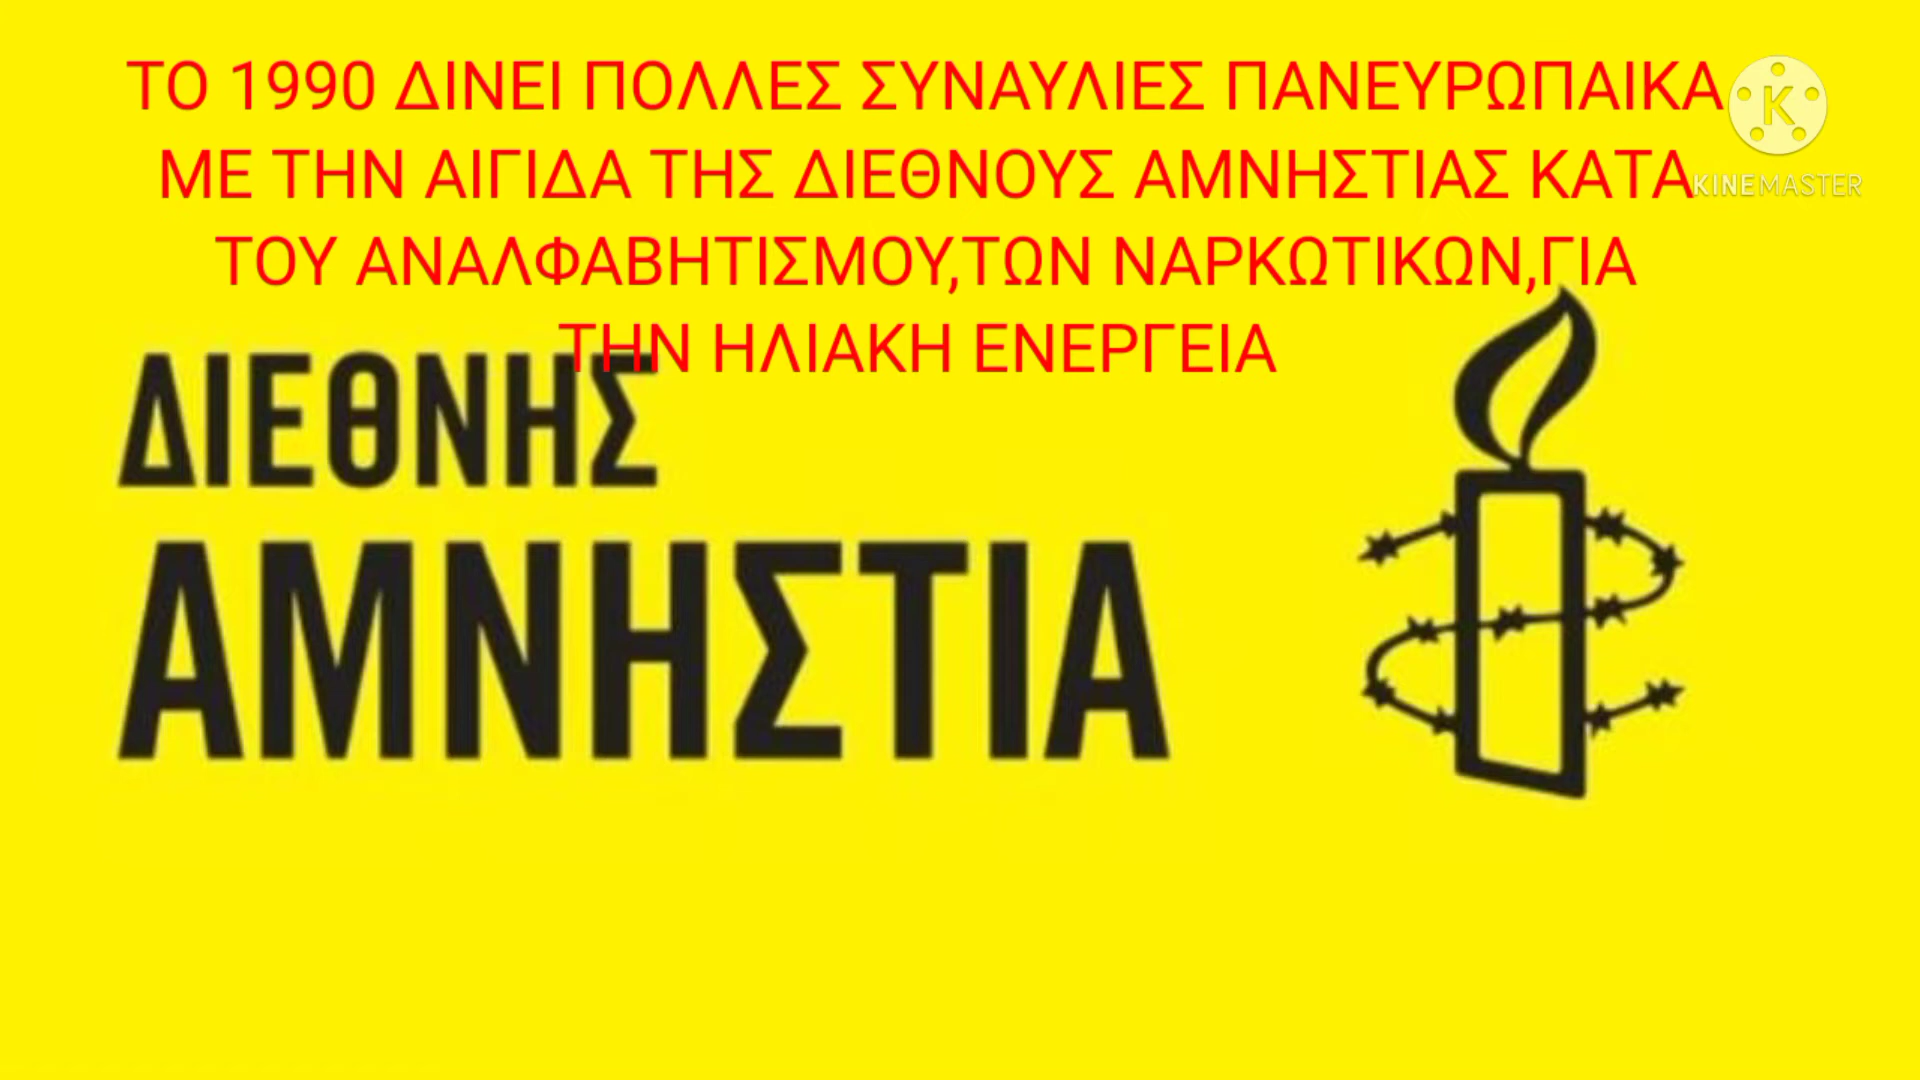 ΤΟ 1990 ΔΙΝΕΙ ΠΟΛΛΕΣ ΣΥΝΑΥΛΙΕΣ ΠΑΝΕΥΡΩΠΑΙΚΑ
ΜΕ ΤΗΝ ΑΙΓΙΔΑ ΤΗΣ ΔΙΕΘΝΟΥΣ ΑΜΝΗΣΤΙΑΣ ΚΑΤΑ
ΤΟΥ ΑΝΑΛΦΑΒΗΤΙΣΜΟΥ,ΤΩΝ ΝΑΡΚΩΤΙΚΩΝ,ΓΙΑ
ΤΗΝ ΗΛΙΑΚΗ ΕΝΕΡΓΕΙΑ
K
KINEMASTER
ΔΙΕΘΝΗΣ
ΑΜΝΗΣΤΙΑ